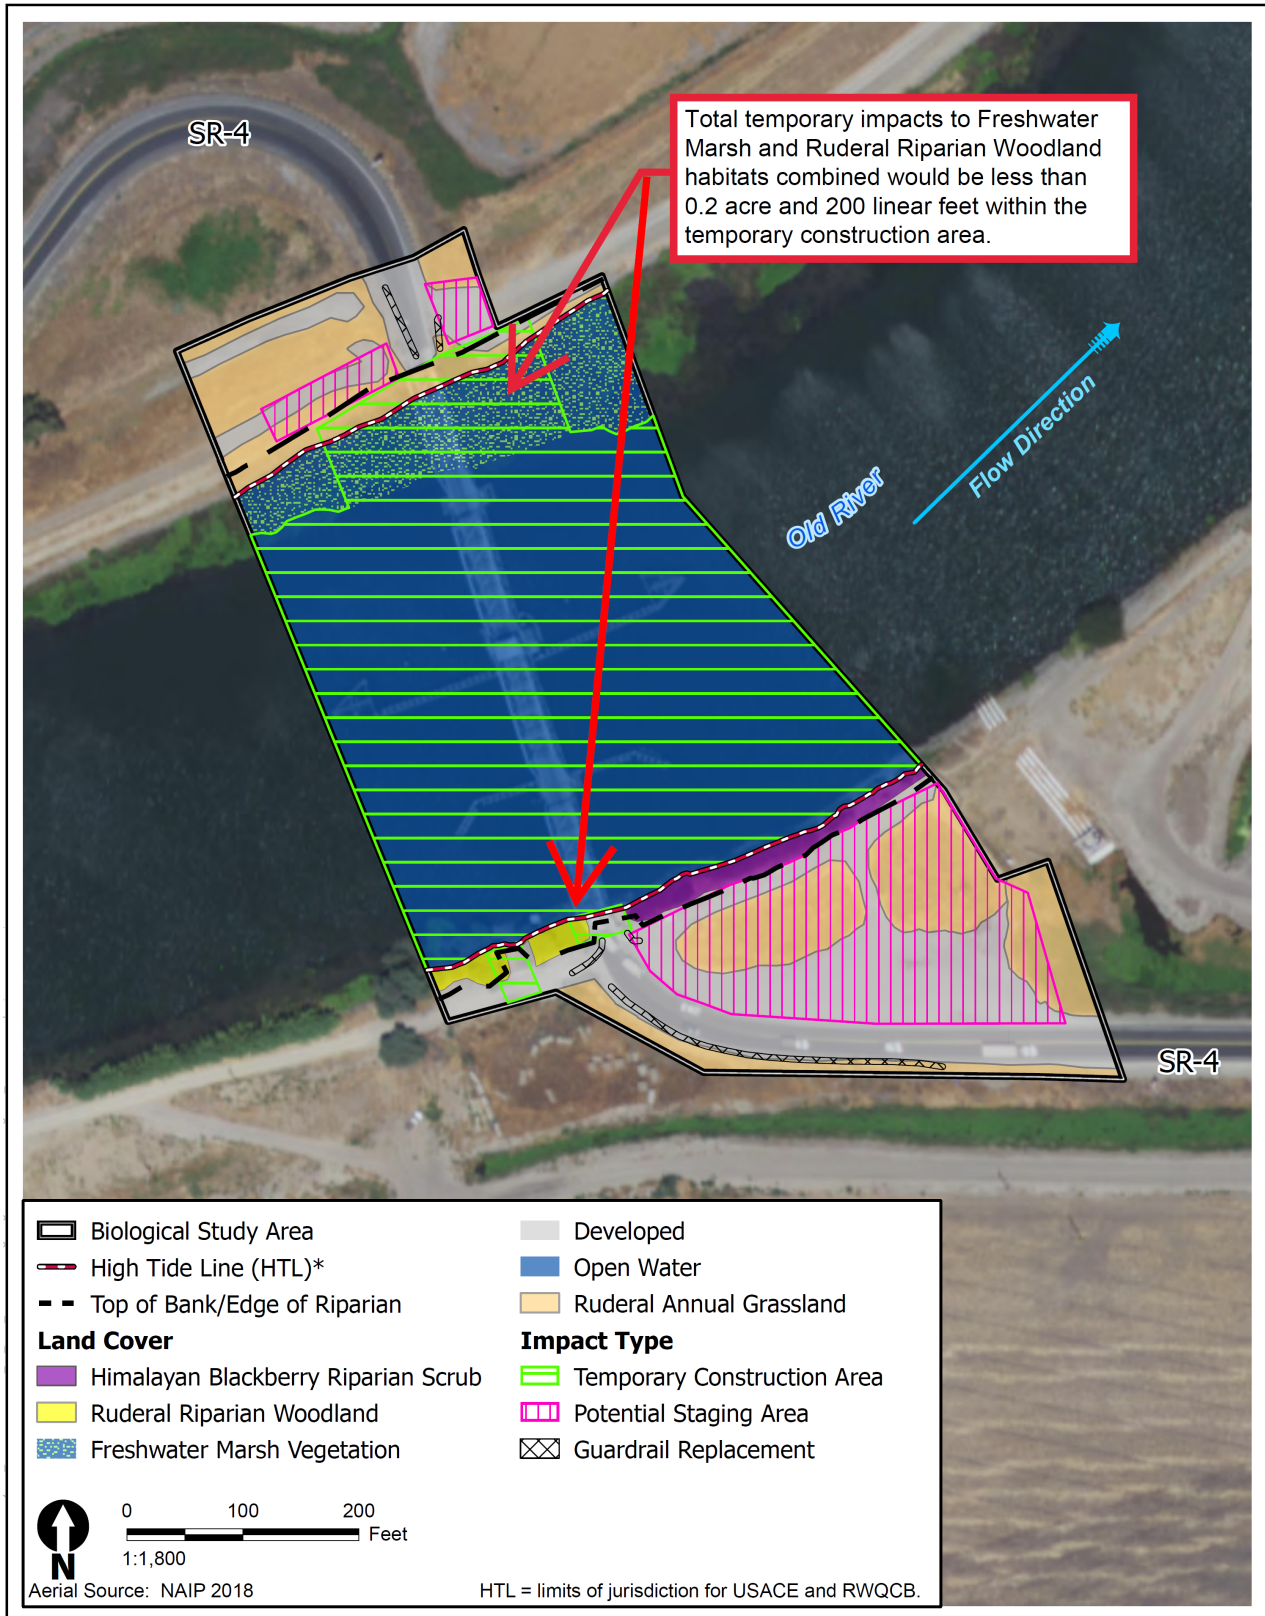 SR-4
Total temporary impacts to Freshwater
Marsh and Ruderal Riparian Woodland
habitats combined would be less than
0.2 acre and 200 linear feet within the
temporary construction area.
Old River
Flow Direction
SR-4
Biological Study Area
High Tide Line (HTL)*
Top of Bank/Edge of Riparian
Land Cover
Himalayan Blackberry Riparian Scrub
Ruderal Riparian Woodland
Freshwater Marsh Vegetation
Developed
Open Water
Ruderal Annual Grassland
Impact Type
Temporary Construction Area
Potential Staging Area
Guardrail Replacement
N
0 100 200
Feet
1:1,800
Aerial Source: NAIP 2018
HTL = limits of jurisdiction for USACE and RWQCB.